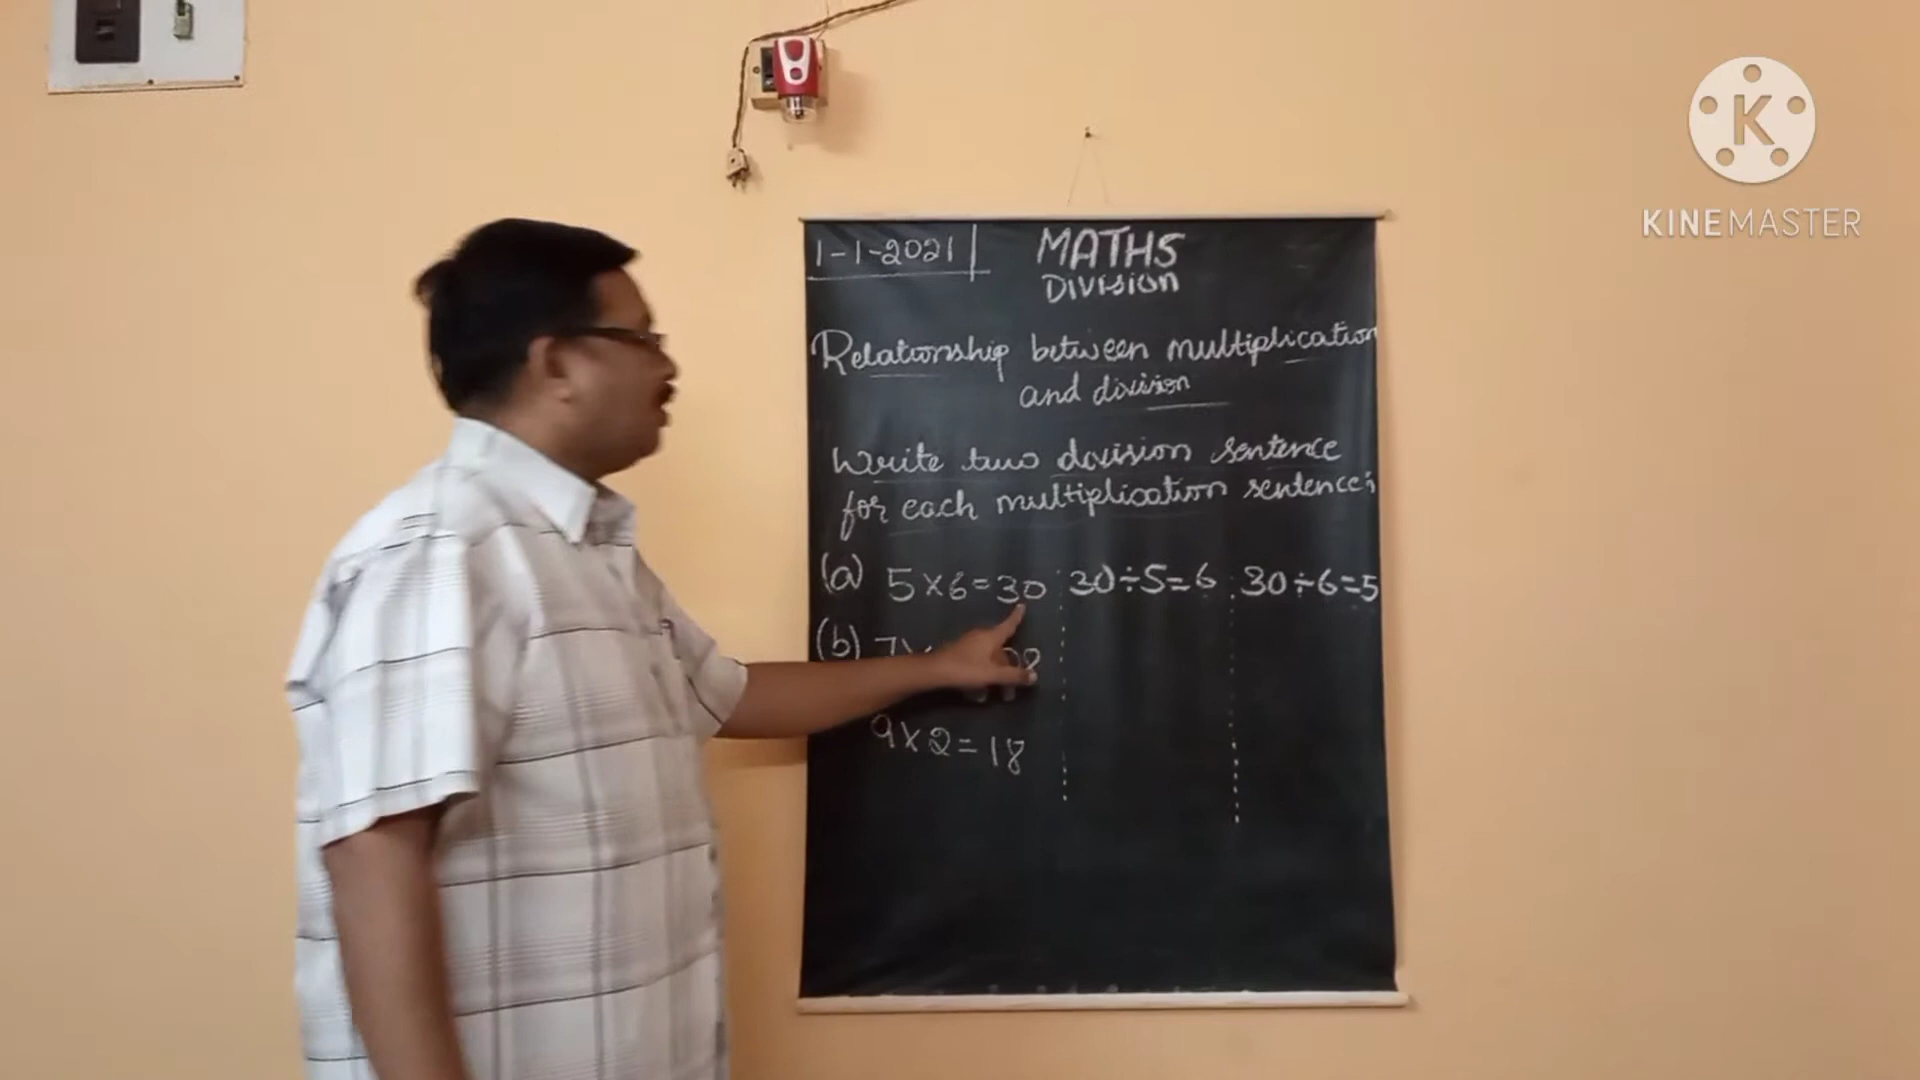 K
KINEMASTER
1-1-2021
MATHS
DIVISION
Relationship between multiplication
and division
Write two division sentence
for each multiplication sentence:
(a) 5×6=30 30÷5=6 30÷6=5
(b) 7×
9×2=18